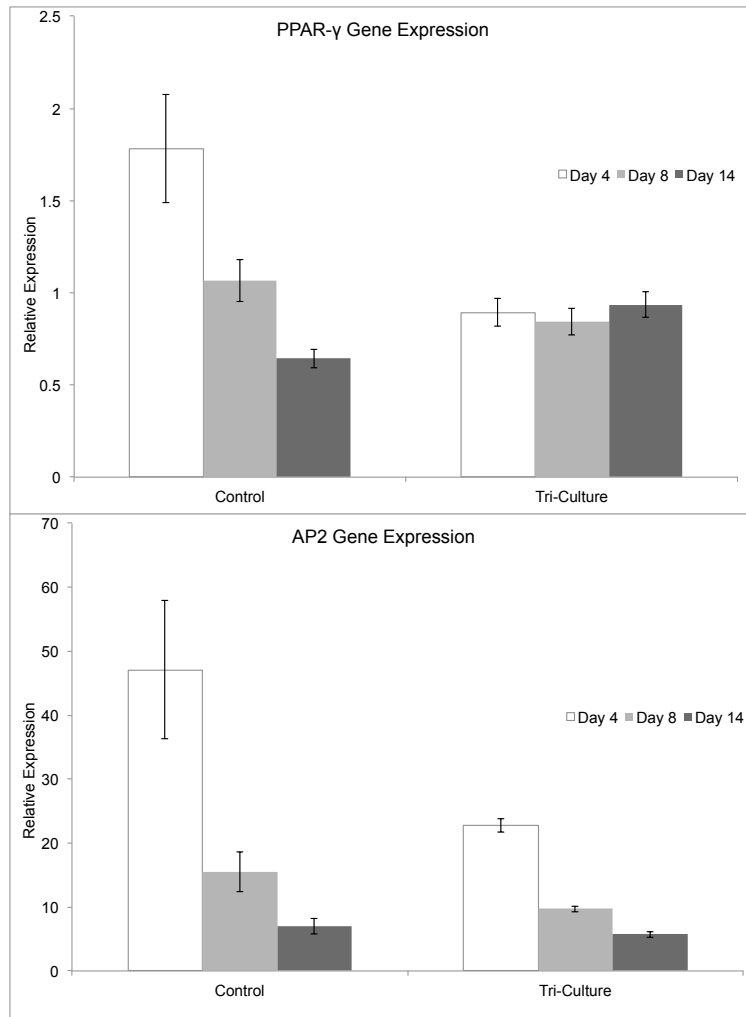 PPAR-γ Gene Expression
2.5
2
1.5
1
0.5
0
Relative Expression
Day 4 Day 8 Day 14
Control Tri-Culture
AP2 Gene Expression
70
60
50
40
30
20
10
0
Relative Expression
Day 4 Day 8 Day 14
Control Tri-Culture